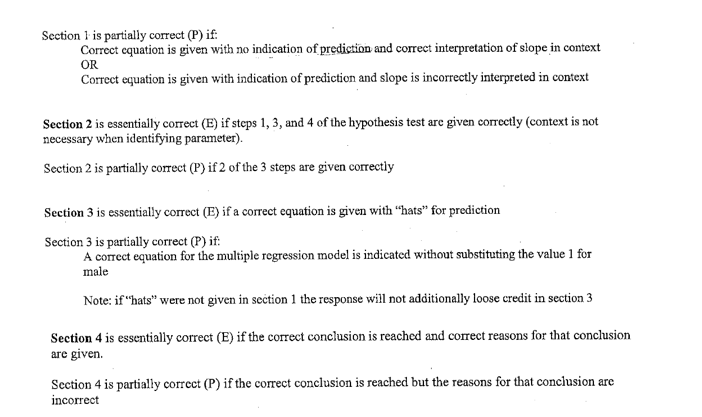 Section 1 is partially correct (P) if:
Correct equation is given with no indication of prediction and correct interpretation of slope in context
OR
Correct equation is given with indication of prediction and slope is incorrectly interpreted in context
Section 2 is essentially correct (E) if steps 1, 3, and 4 of the hypothesis test are given correctly (context is not
necessary when identifying parameter).
Section 2 is partially correct (P) if 2 of the 3 steps are given correctly
Section 3 is essentially correct (E) if a correct equation is given with “hats” for prediction
Section 3 is partially correct (P) if:
A correct equation for the multiple regression model is indicated without substituting the value 1 for
male
Note: if “hats” were not given in section 1 the response will not additionally loose credit in section 3
Section 4 is essentially correct (E) if the correct conclusion is reached and correct reasons for that conclusion
are given.
Section 4 is partially correct (P) if the correct conclusion is reached but the reasons for that conclusion are
incorrect